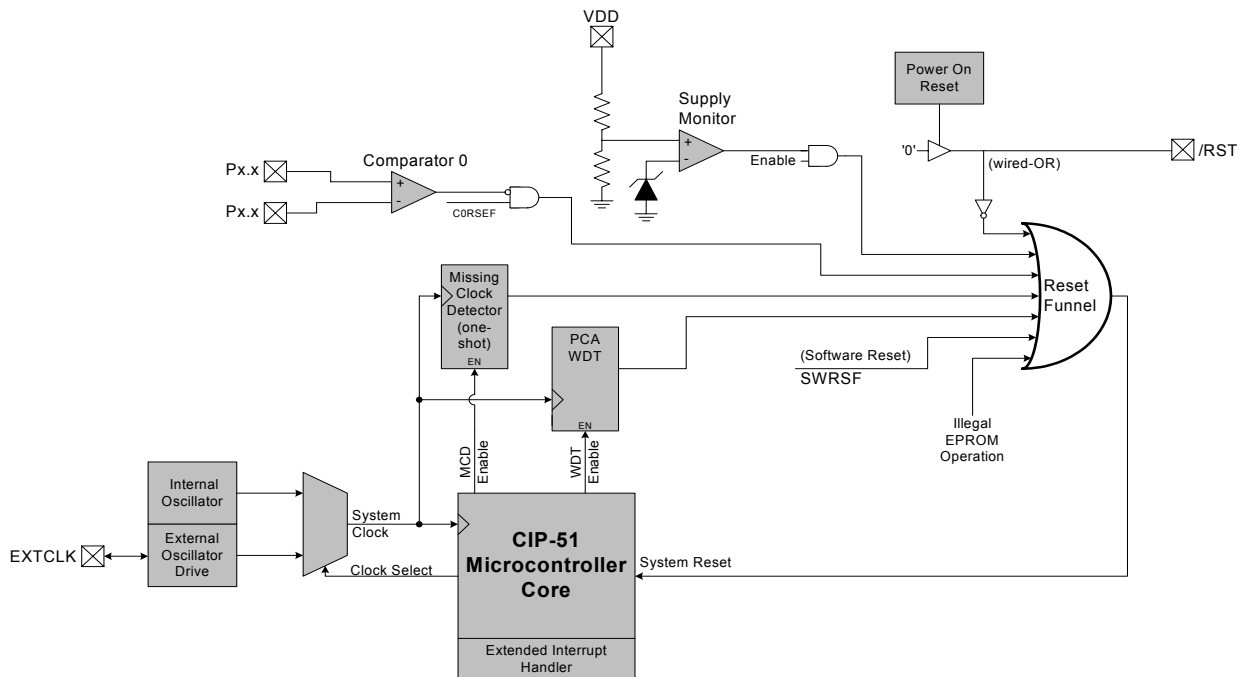 VDD
Power On
Reset
Supply
Monitor
+
-
Enable
'0'
(wired-OR)
/RST
Comparator 0
Px.x
Px.x
+
-
C0RSEF
Missing
Clock
Detector
(one-
shot)
EN
PCA
WDT
EN
Reset
Funnel
(Software Reset)
SWRSF
Illegal
EPROM
Operation
MCD
Enable
WDT
Enable
Internal
Oscillator
External
Oscillator
Drive
EXTCLK
System
Clock
Clock Select
CIP-51
Microcontroller
Core
System Reset
Extended Interrupt
Handler